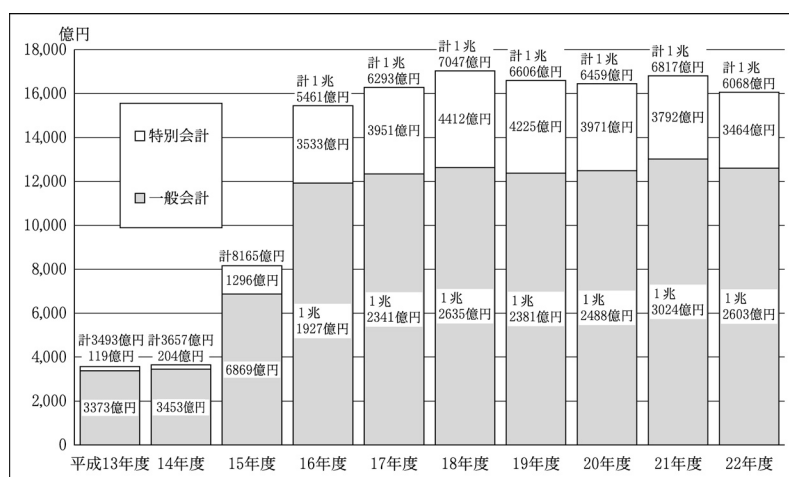 億円
18,000
16,000
14,000
12,000
10,000
8,000
6,000
4,000
2,000
0
特別会計
一般会計
計3493億円
119億円
3373億円
計3657億円
204億円
3453億円
計8165億円
1296億円
6869億円
計1兆
5461億円
3533億円
1兆
1927億円
計1兆
6293億円
3951億円
1兆
2341億円
計1兆
7047億円
4412億円
1兆
2635億円
計1兆
6606億円
4225億円
1兆
2381億円
計1兆
6459億円
3971億円
1兆
2488億円
計1兆
6817億円
3792億円
1兆
3024億円
計1兆
6068億円
3464億円
1兆
2603億円
平成13年度 14年度 15年度 16年度 17年度 18年度 19年度 20年度 21年度 22年度